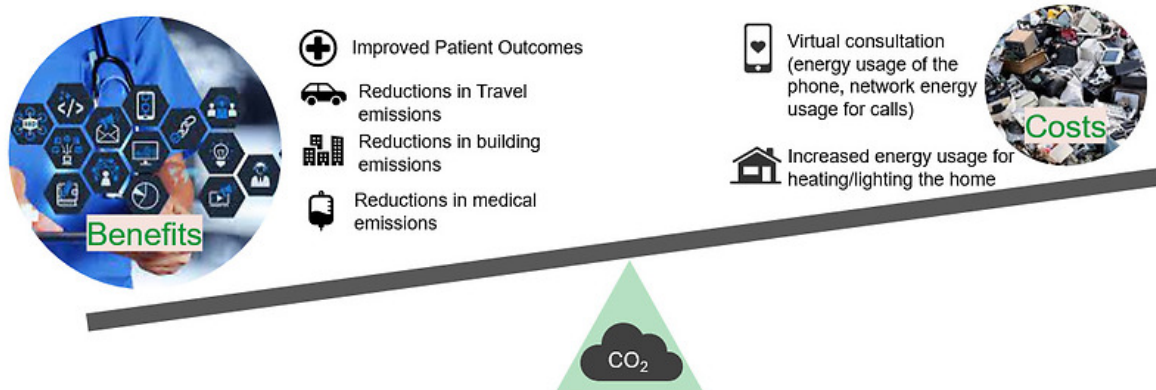 Benefits
Improved Patient Outcomes
Reductions in Travel
emissions
Reductions in building
emissions
Reductions in medical
emissions
Virtual consultation
(energy usage of the
phone, network energy
usage for calls)
Increased energy usage for
heating/lighting the home
Costs
CO₂